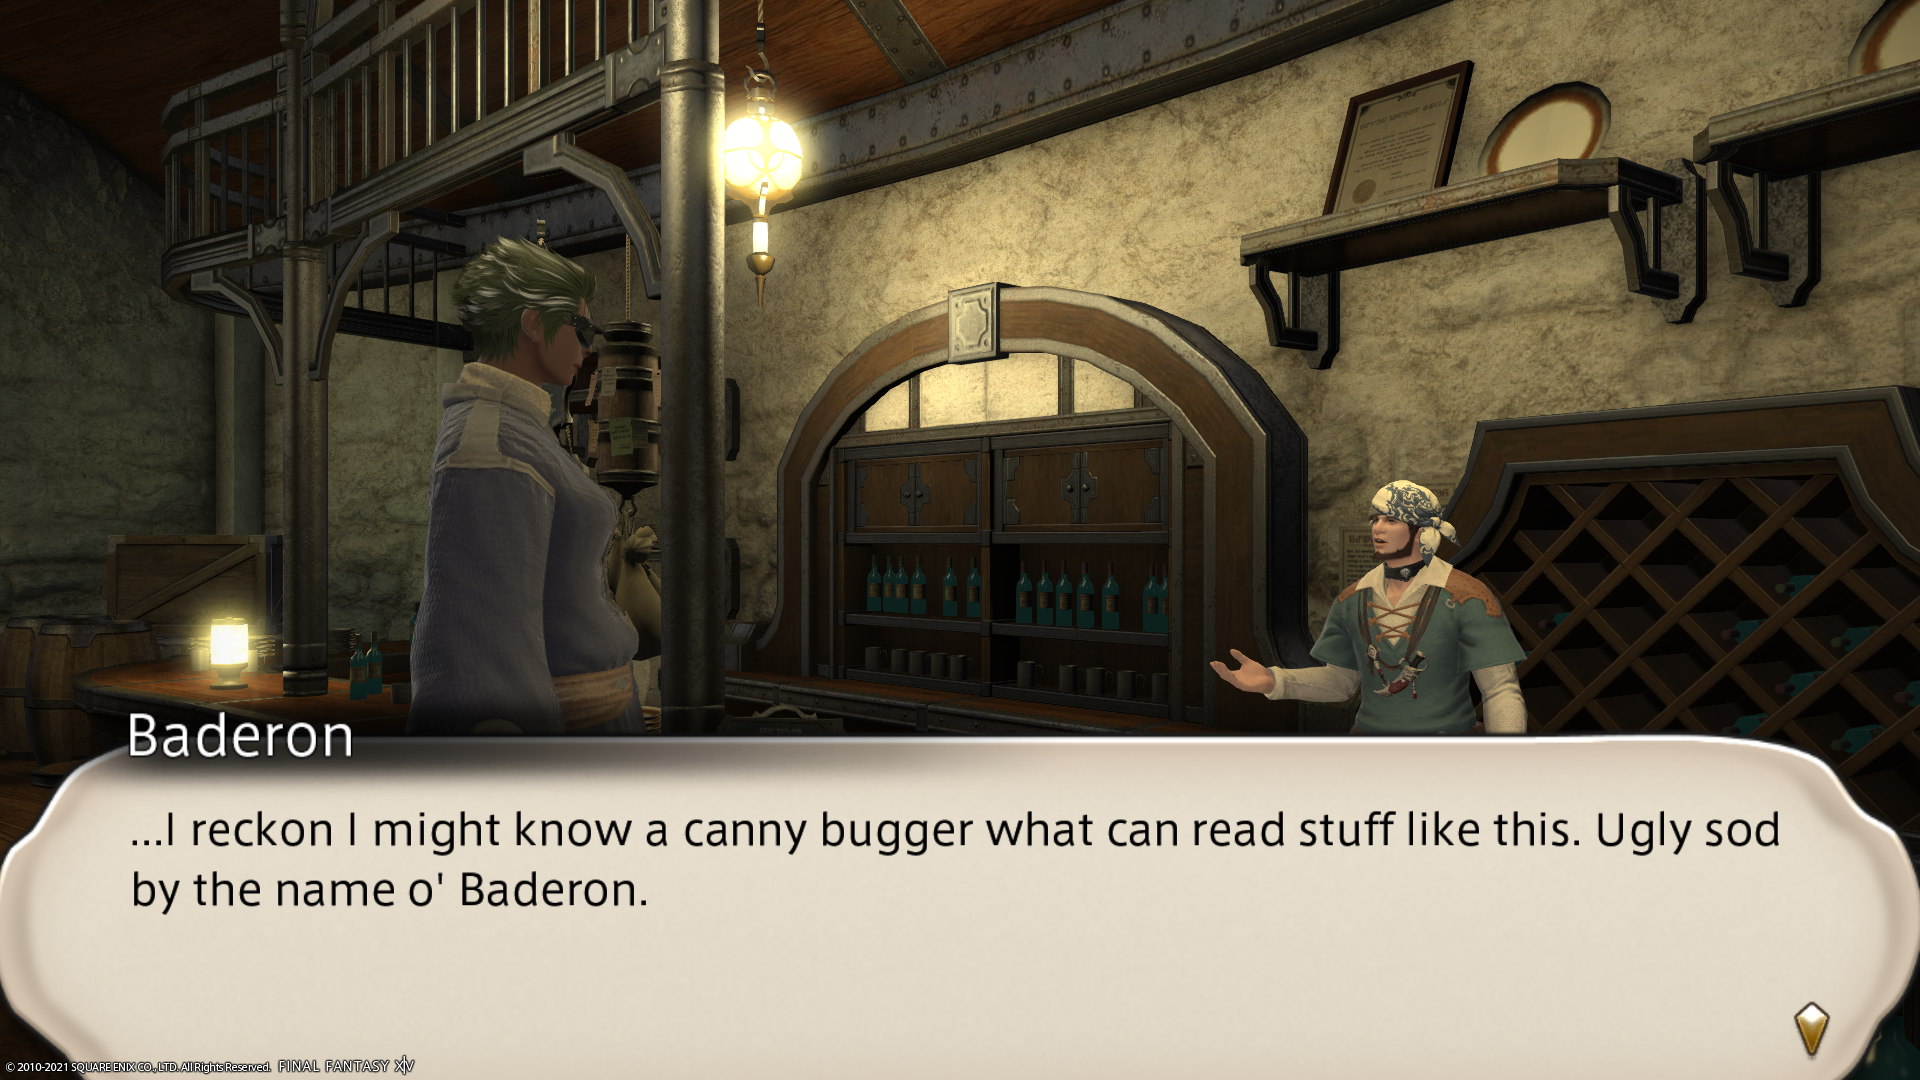 Baderon
...I reckon I might know a canny bugger what can read stuff like this. Ugly sod
by the name o' Baderon.
© 2010-2021 SQUARE ENIX CO., LTD. All Rights Reserved. FINAL FANTASY XIV